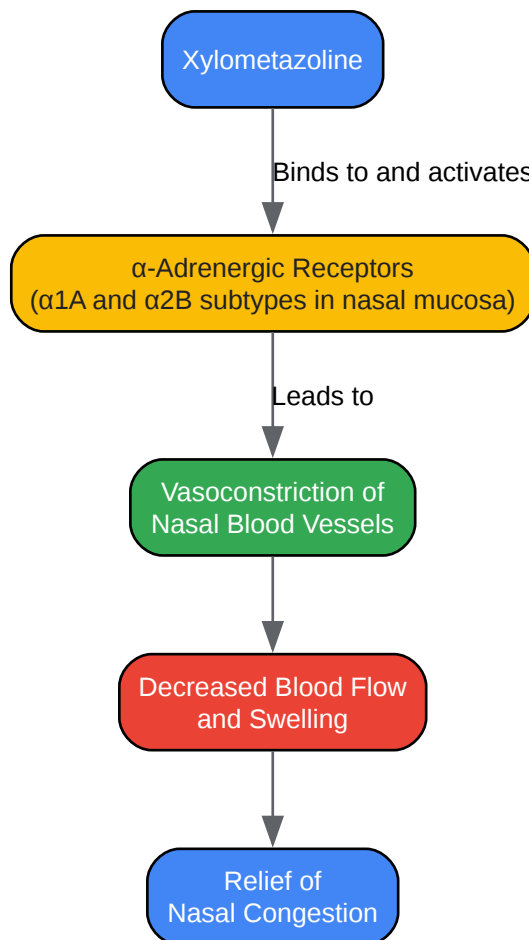 Xylometazoline
Binds to and activates
α-Adrenergic Receptors
(α1A and α2B subtypes in nasal mucosa)
Leads to
Vasoconstriction of
Nasal Blood Vessels
Decreased Blood Flow
and Swelling
Relief of
Nasal Congestion